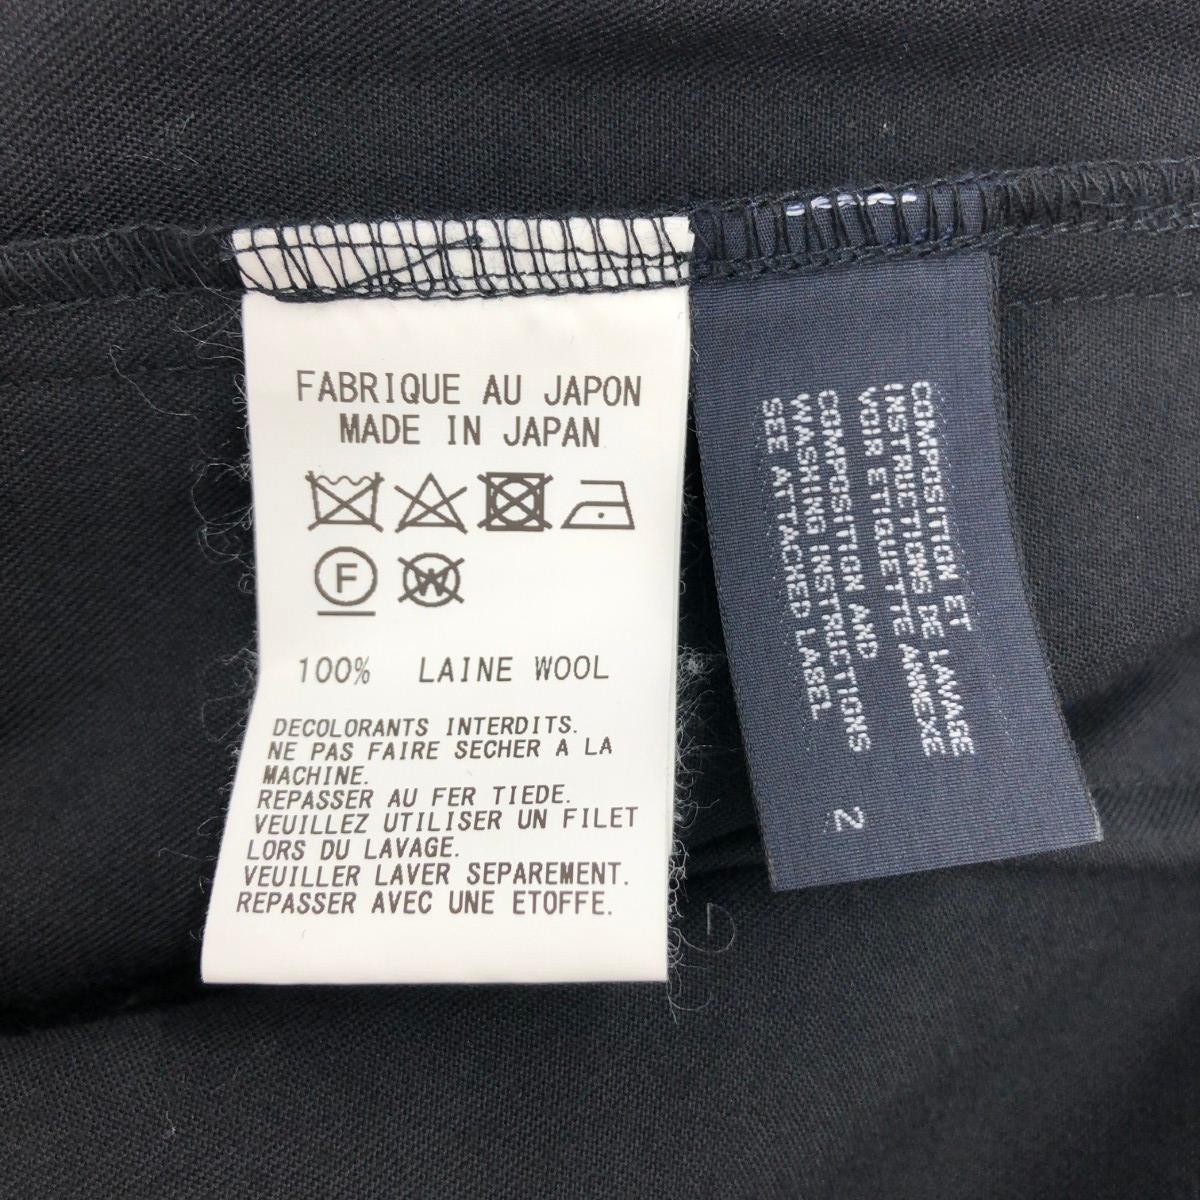 FABRIQUE AU JAPON
MADE IN JAPAN
F W
100% LAINE WOOL
DECOLORANTS INTERDITS.
NE PAS FAIRE SECHER A LA
MACHINE.
REPASSER AU FER TIEDE.
VEUILLEZ UTILISER UN FILET
LORS DU LAVAGE.
VEUILLER LAVER SEPAREMENT.
REPASSER AVEC UNE ETOFFE.
COMPOSITION ET
INSTRUCTIONS DE LAVAGE
VOIR ETIQUETTE ANNEXE
COMPOSITION AND
WASHING INSTRUCTIONS
SEE ATTACHED LABEL
2